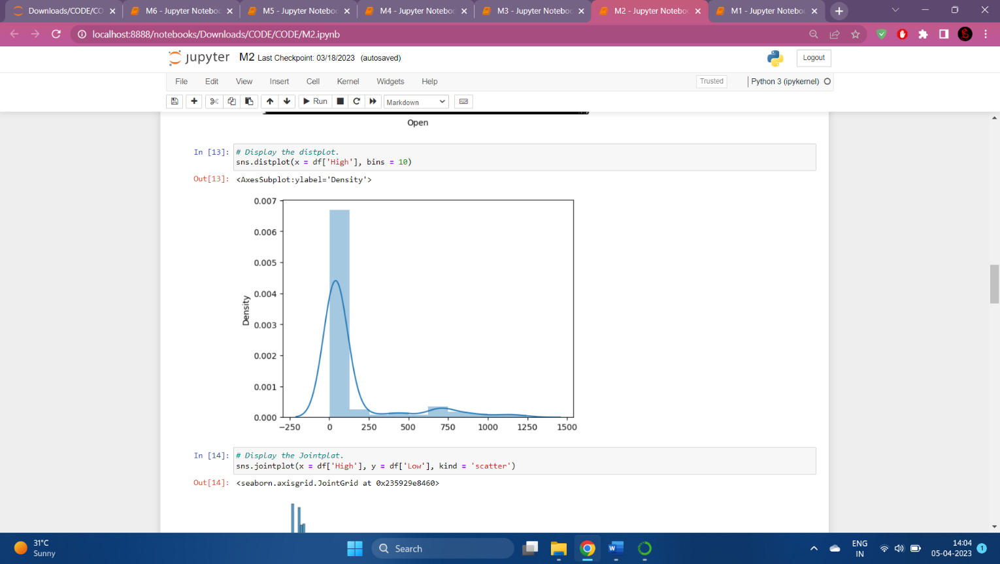 Downloads/CODE/CO
M6 - Jupyter Noteboo
M5 - Jupyter Noteboo
M4 - Jupyter Noteboo
M3 - Jupyter Noteboo
M2 - Jupyter Noteboo
M1 - Jupyter Noteboo
localhost:8888/notebooks/Downloads/CODE/CODE/M2.ipynb
jupyter M2 Last Checkpoint: 03/18/2023 (autosaved)
Logout
File Edit View Insert Cell Kernel Widgets Help
Trusted
Python 3 (ipykernel)
Run
Markdown
Open
In [13]: # Display the distplot.
sns.distplot(x = df['High'], bins = 10)
Out[13]: <AxesSubplot:ylabel='Density'>
0.007
0.006
0.005
0.004
0.003
0.002
0.001
0.000
Density
−250 0 250 500 750 1000 1250 1500
In [14]: # Display the Jointplat.
sns.jointplot(x = df['High'], y = df['Low'], kind = 'scatter')
Out[14]: <seaborn.axisgrid.JointGrid at 0x235929e8460>
31°C
Sunny
Search
W
ENG
IN
14:04
05-04-2023
1